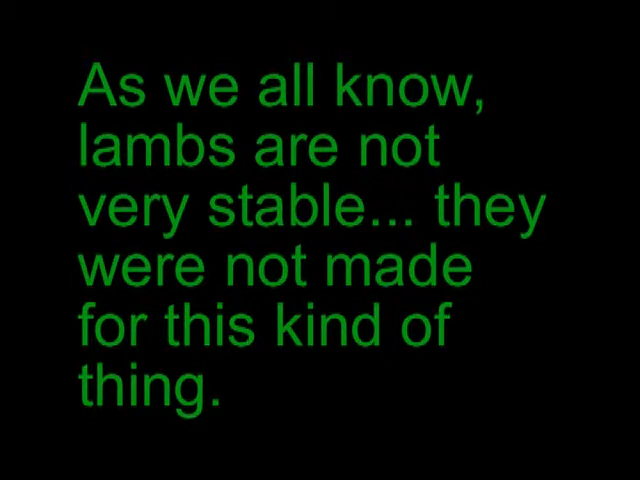 As we all know,
lambs are not
very stable... they
were not made
for this kind of
thing.